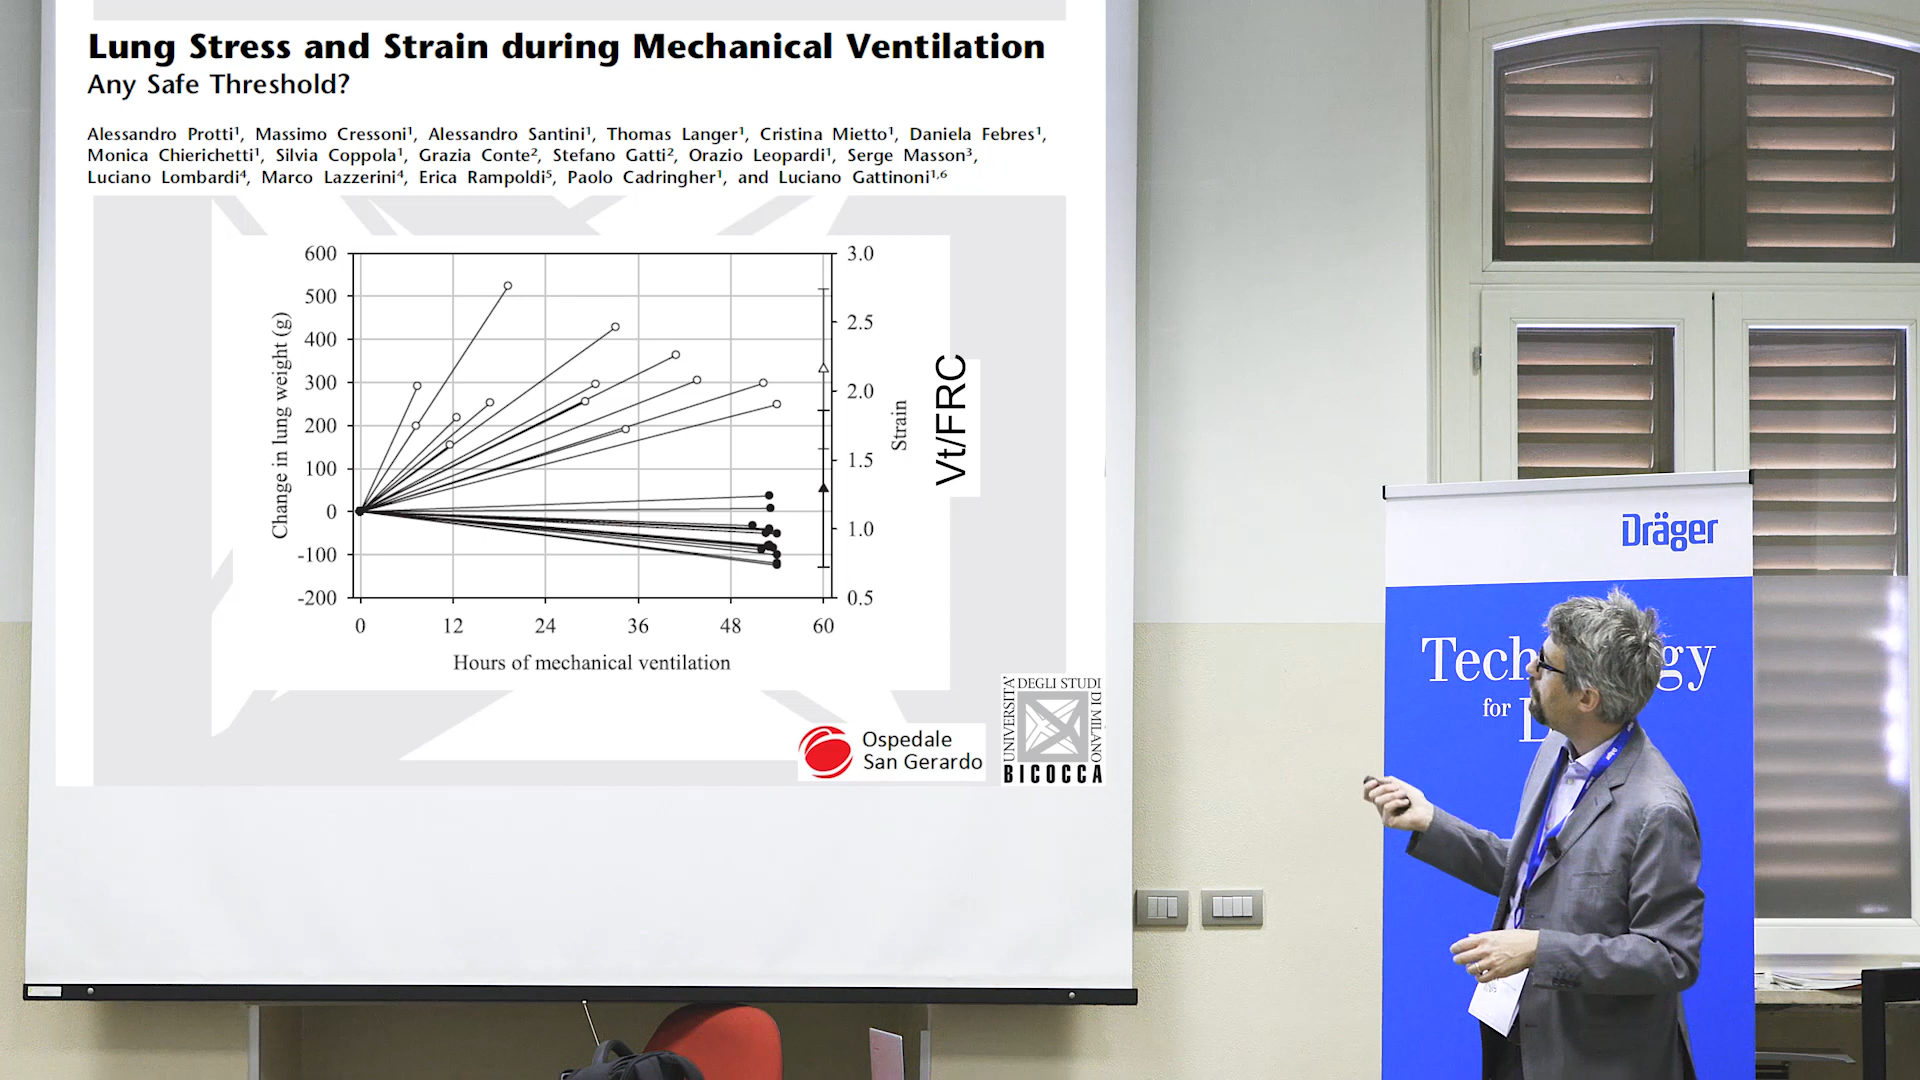 Lung Stress and Strain during Mechanical Ventilation
Any Safe Threshold?
Alessandro Protti¹, Massimo Cressoni¹, Alessandro Santini¹, Thomas Langer¹, Cristina Mietto¹, Daniela Febres¹,
Monica Chierichetti¹, Silvia Coppola¹, Grazia Conte², Stefano Gatti², Orazio Leopardi¹, Serge Masson³,
Luciano Lombardi⁴, Marco Lazzerini⁴, Erica Rampoldi⁵, Paolo Cadringher¹, and Luciano Gattinoni¹,⁶
Change in lung weight (g)
600
500
400
300
200
100
0
-100
-200
3.0
2.5
2.0
1.5
1.0
0.5
Strain
Vt/FRC
0 12 24 36 48 60
Hours of mechanical ventilation
Ospedale
San Gerardo
UNIVERSITA' DEGLI STUDI DI MILANO
BICOCCA
Dräger
for